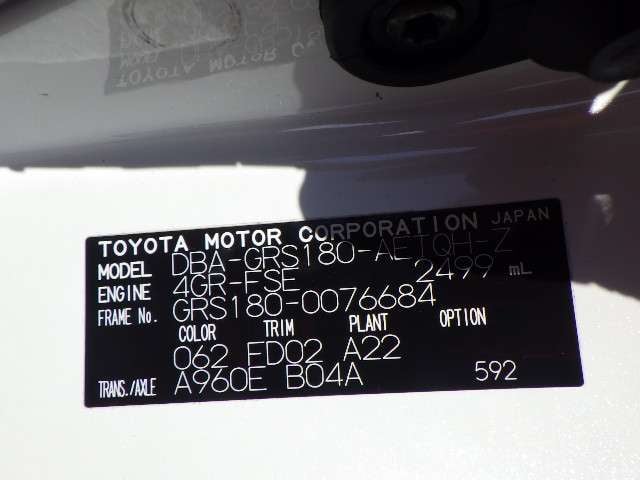 TOYOTA MOTOR CORPORATION JAPAN
MODEL DBA-GRS180-AETQH-Z
ENGINE 4GR-FSE 2499 mL
FRAME No. GRS180-0076684
COLOR TRIM PLANT OPTION
062 FD02 A22
TRANS./AXLE A960E B04A 592